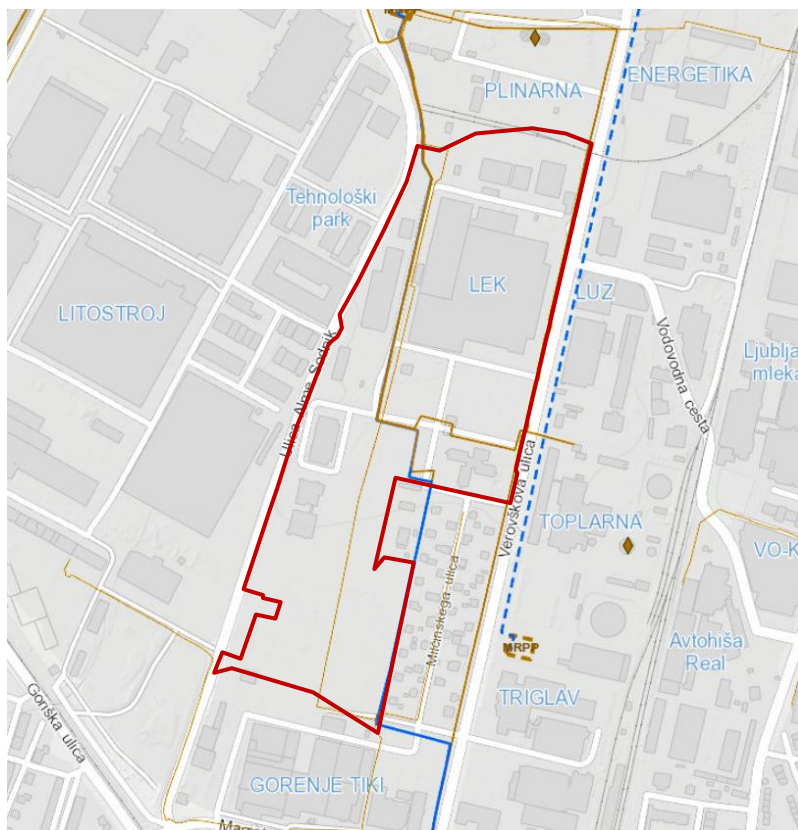 ENERGETIKA
PLINARNA
Tehnološki
park
LEK
LUZ
LITOSTROJ
Vodovodna cesta
Ljublja
mleka
Ulica Alme Sodnik
Verovškova ulica
TOPLARNA
VO-K
Milčinskega ulica
MRPP
Avtohiša
Real
TRIGLAV
Goriška ulica
GORENJE TIKI